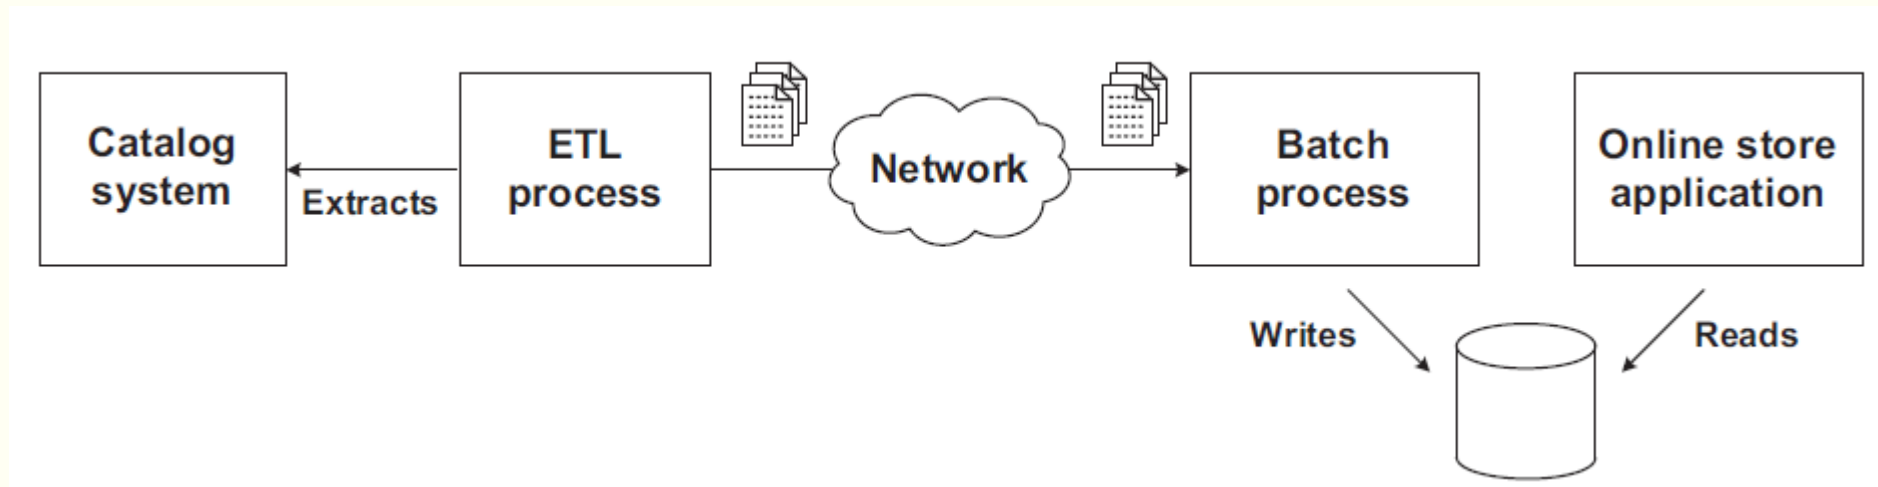 Catalog
system
Extracts
ETL
process
Network
Batch
process
Online store
application
Writes
Reads